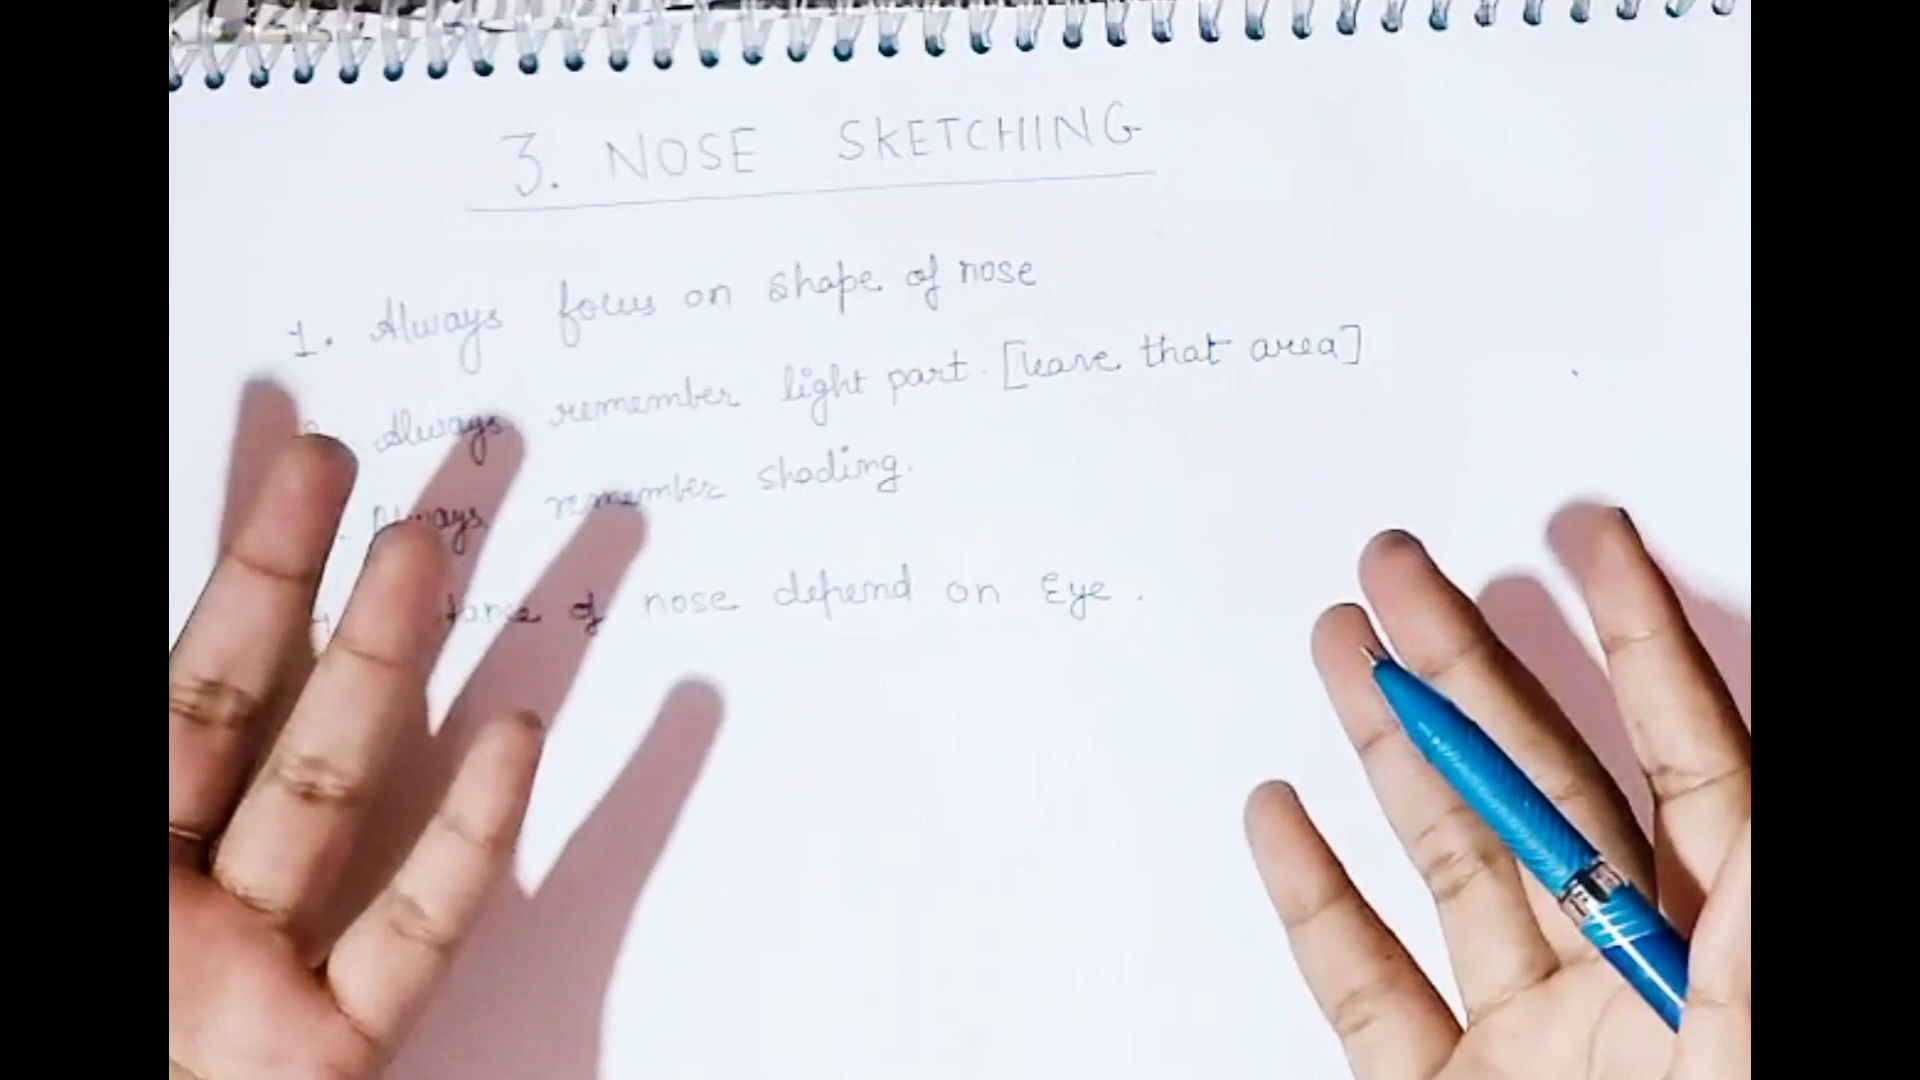 3. NOSE SKETCHING
1. Always focus on shape of nose
Always remember light part. [leave that area]
Always remember shading.
of nose depend on Eye.